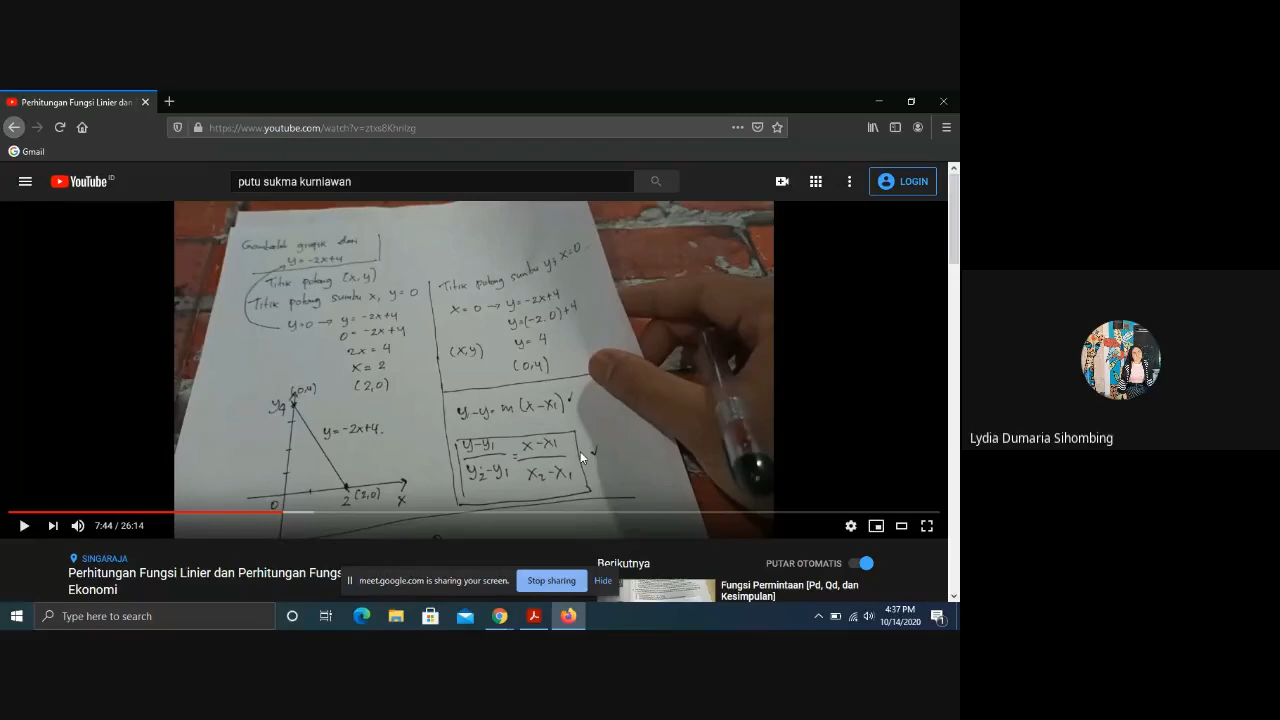 Perhitungan Fungsi Linier dan
https://www.youtube.com/watch?v=ztxs8KhnIzg
Gmail
YouTube ID
putu sukma kurniawan
LOGIN
Gambarlah grafik dari
y = -2x+4
Titik potong (x,y)
Titik potong sumbu x, y=0
y=0 → y = -2x+4
0 = -2x+4
2x = 4
x = 2
(2,0)
(0,4)
y
4
y = -2x+4.
0
2
(2,0)
x
Titik potong sumbu y; x=0
x = 0 → y = -2x+4
y=(-2.0)+4
(x,y)
y = 4
(0,4)
y-y= m (x-x1)
y-y1
y2-y1
=
x-x1
x2-x1
7:44 / 26:14
SINGARAJA
Perhitungan Fungsi Linier dan Perhitungan Fungs
Ekonomi
Berikutnya
PUTAR OTOMATIS
Fungsi Permintaan [Pd, Qd, dan
Kesimpulan]
meet.google.com is sharing your screen.
Stop sharing
Hide
Type here to search
4:37 PM
10/14/2020
1
Lydia Dumaria Sihombing